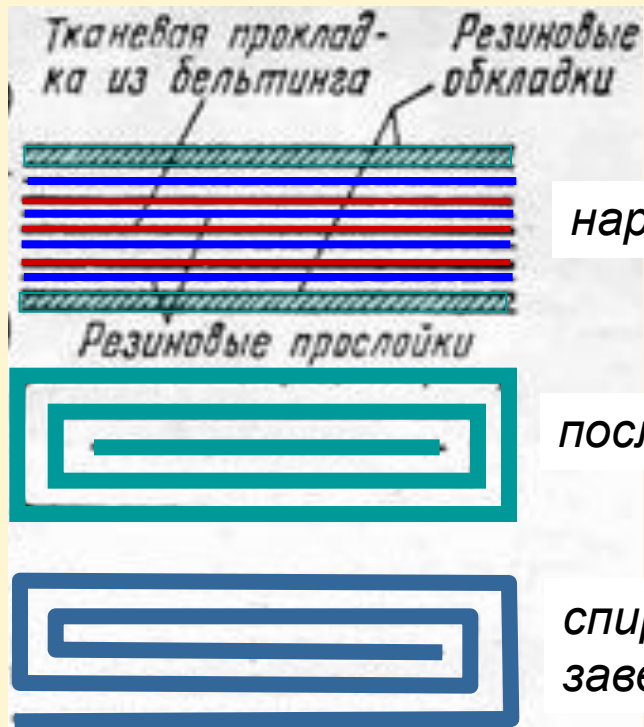 Тканевая проклад-
ка из бельтинга
Резиновые
обкладки
нар
Резиновые прослойки
посл
спир
заве